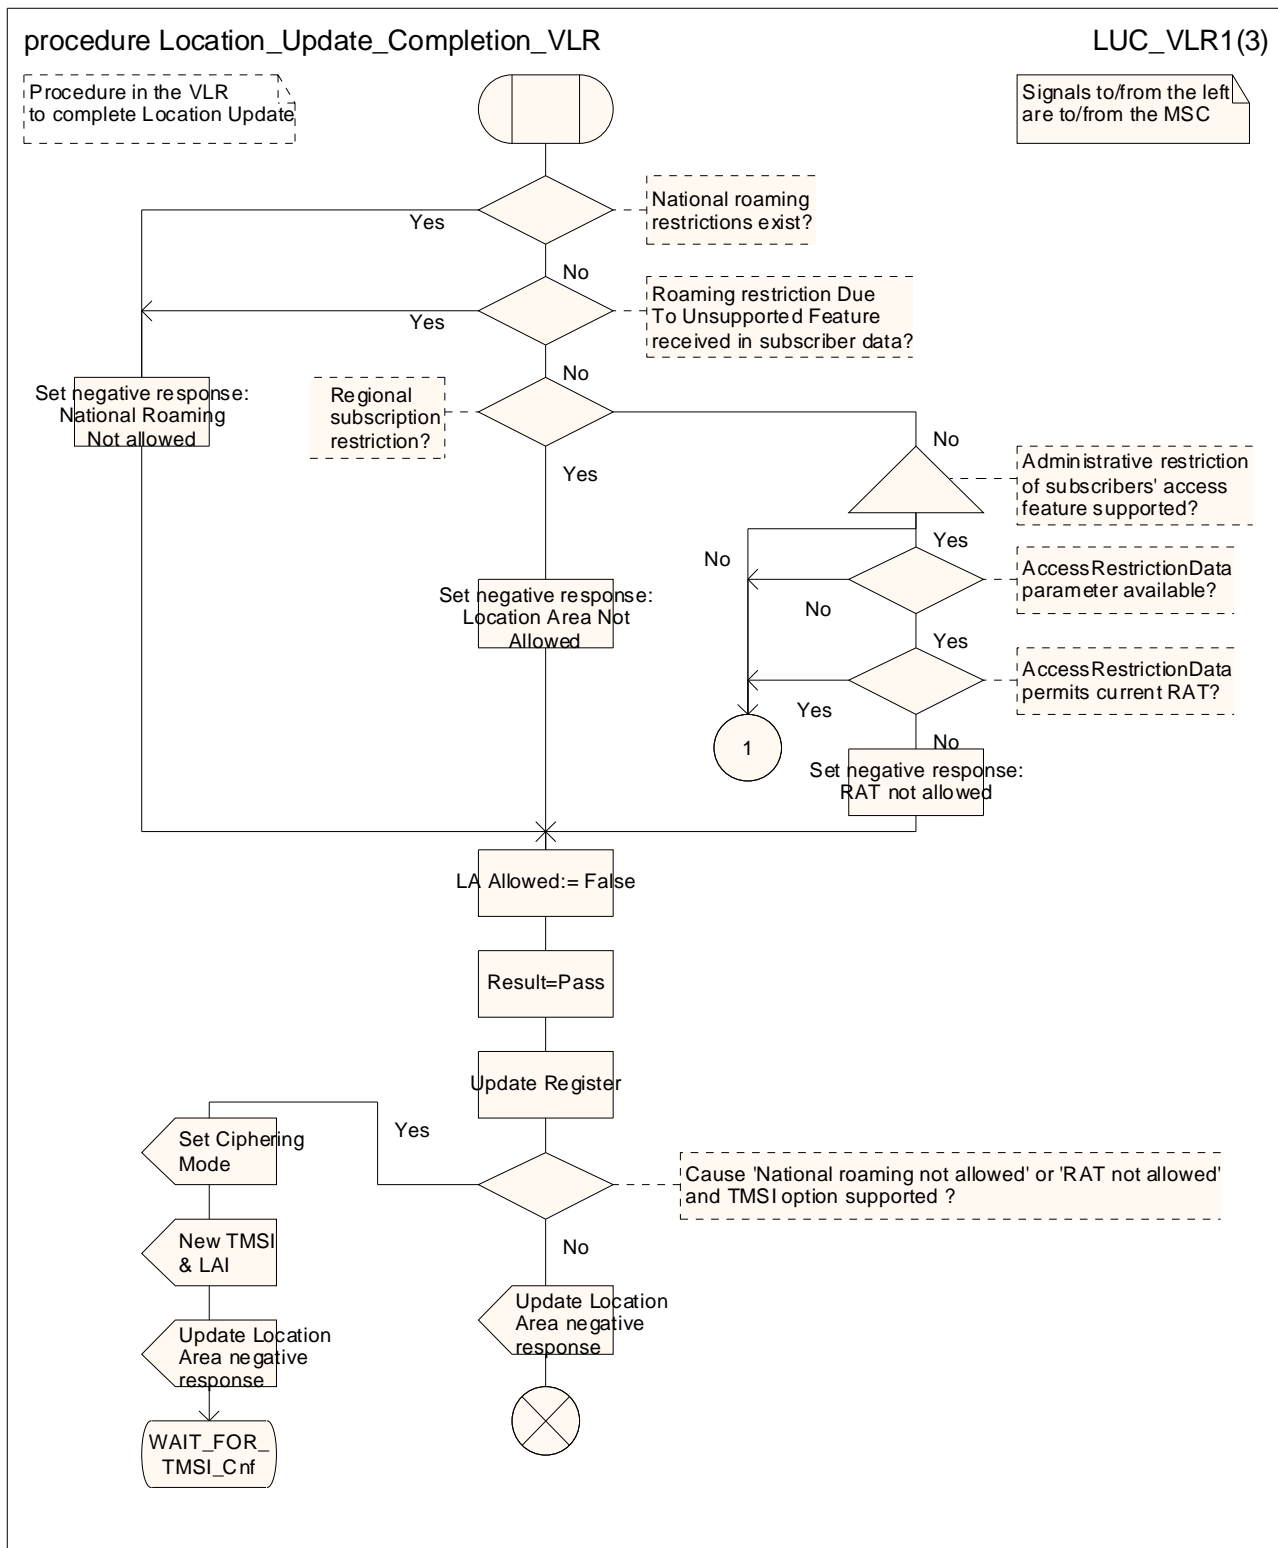 procedure Location_Update_Completion_VLR
LUC_VLR1(3)
Procedure in the VLR
to complete Location Update
Signals to/from the left
are to/from the MSC
National roaming
restrictions exist?
Yes
No
Roaming restriction Due
To Unsupported Feature
received in subscriber data?
Yes
No
Set negative response:
National Roaming
Not allowed
Regional
subscription
restriction?
No
Yes
Administrative restriction
of subscribers' access
feature supported?
Yes
No
AccessRestrictionData
parameter available?
No
Set negative response:
Location Area Not
Allowed
Yes
AccessRestrictionData
permits current RAT?
Yes
1
No
Set negative response:
RAT not allowed
LA Allowed:= False
Result=Pass
Update Register
Yes
Set Ciphering
Mode
Cause 'National roaming not allowed' or 'RAT not allowed'
and TMSI option supported ?
No
New TMSI
& LAI
Update Location
Area negative
response
Update Location
Area negative
response
WAIT_FOR_
TMSI_Cnf